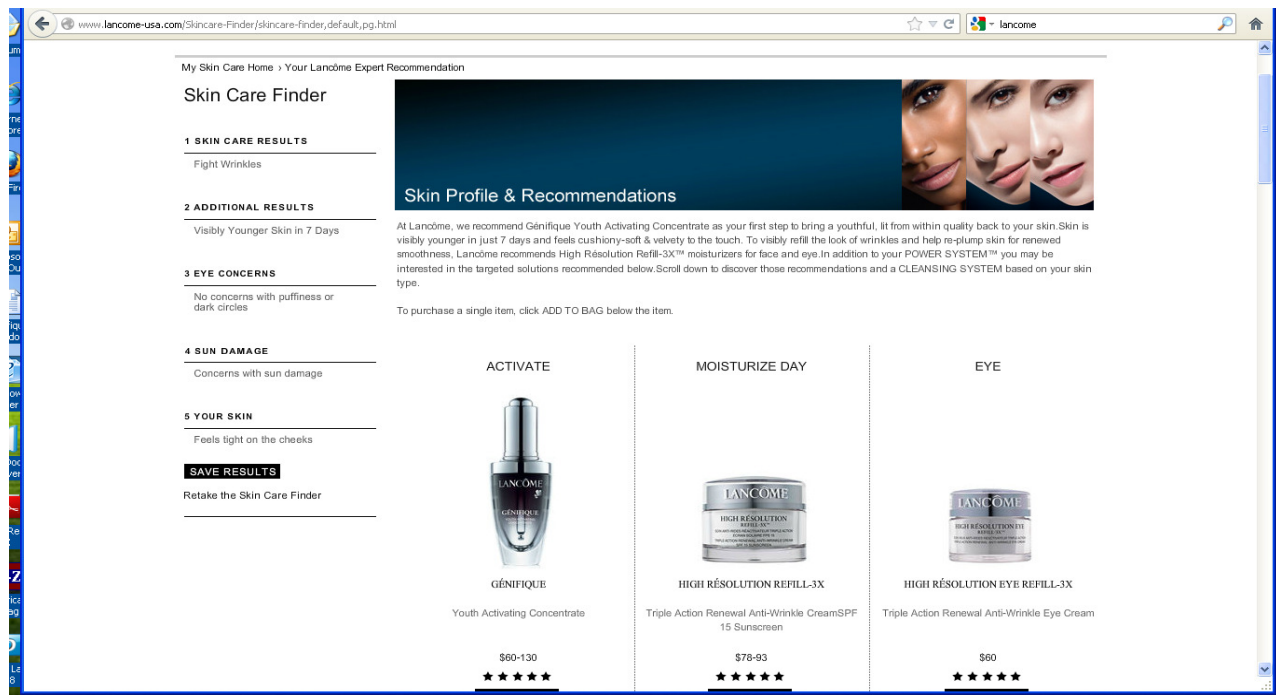 www.lancome-usa.com/Skincare-Finder/skincare-finder,default,pg.html
lancome
My Skin Care Home › Your Lancôme Expert Recommendation
Skin Care Finder
1 SKIN CARE RESULTS
Fight Wrinkles
2 ADDITIONAL RESULTS
Visibly Younger Skin in 7 Days
3 EYE CONCERNS
No concerns with puffiness or
dark circles
4 SUN DAMAGE
Concerns with sun damage
5 YOUR SKIN
Feels tight on the cheeks
SAVE RESULTS
Retake the Skin Care Finder
Skin Profile & Recommendations
At Lancôme, we recommend Génifique Youth Activating Concentrate as your first step to bring a youthful, lit from within quality back to your skin.Skin is
visibly younger in just 7 days and feels cushiony-soft & velvety to the touch. To visibly refill the look of wrinkles and help re-plump skin for renewed
smoothness, Lancôme recommends High Résolution Refill-3X™ moisturizers for face and eye.In addition to your POWER SYSTEM™ you may be
interested in the targeted solutions recommended below.Scroll down to discover those recommendations and a CLEANSING SYSTEM based on your skin
type.
To purchase a single item, click ADD TO BAG below the item.
ACTIVATE
LANCÔME
GÉNIFIQUE
GÉNIFIQUE
Youth Activating Concentrate
$60-130
MOISTURIZE DAY
LANCÔME
HIGH RÉSOLUTION
REFILL-3X™
HIGH RÉSOLUTION REFILL-3X
Triple Action Renewal Anti-Wrinkle CreamSPF
15 Sunscreen
$78-93
EYE
LANCÔME
HIGH RÉSOLUTION EYE
REFILL-3X™
HIGH RÉSOLUTION EYE REFILL-3X
Triple Action Renewal Anti-Wrinkle Eye Cream
$60